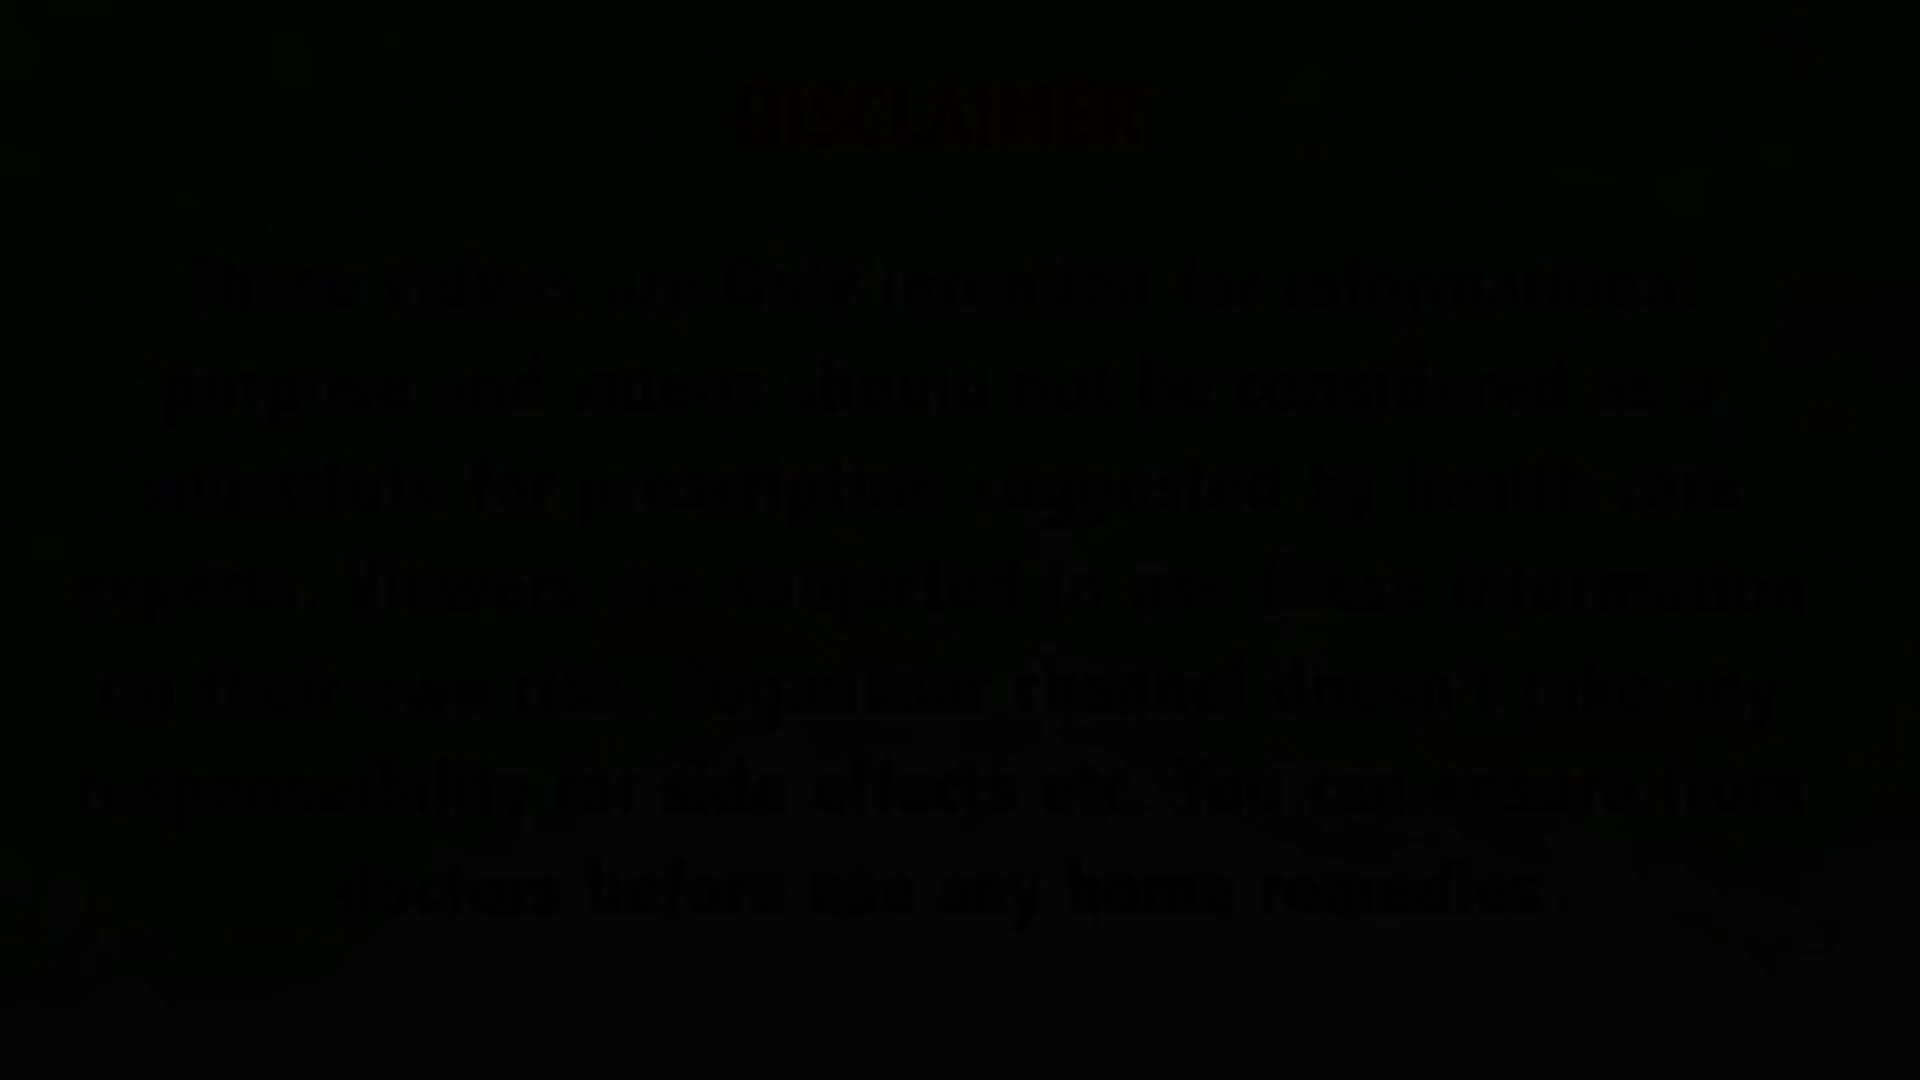 DISCLAIMER
These videos are Only intended for informational
purpose and videos should not be considered as a
substitute for prescription suggested by health care
experts. Viewers are subjected to use these information
on their own risk. channel doesn't take any
responsibility for side effects etc. You can ensure from
doctors before use any home remedies.